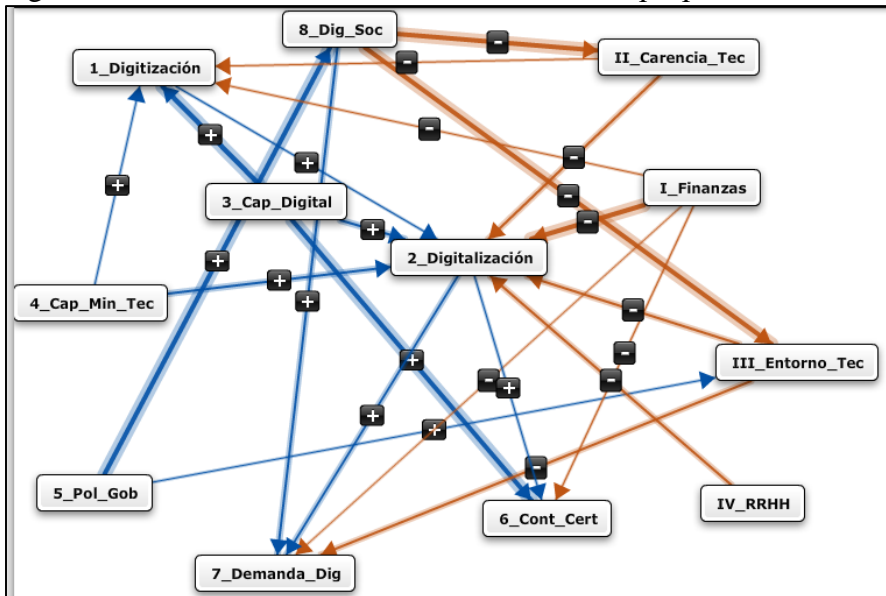 8_Dig_Soc
II_Carencia_Tec
1_Digitización
I_Finanzas
3_Cap_Digital
2_Digitalización
4_Cap_Min_Tec
III_Entorno_Tec
5_Pol_Gob
IV_RRHH
6_Cont_Cert
7_Demanda_Dig